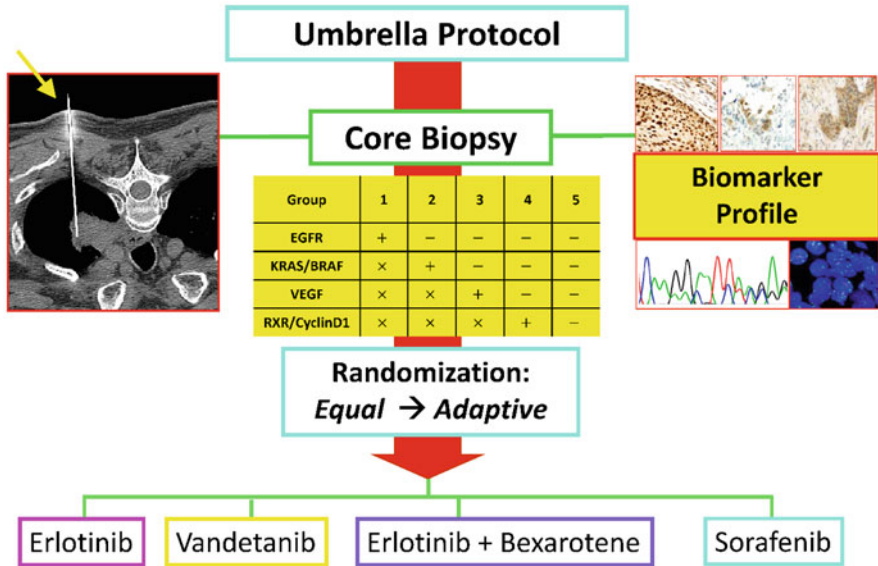 Umbrella Protocol
Core Biopsy
Group 1 2 3 4 5
EGFR + − − − −
KRAS/BRAF × + − − −
VEGF × × + − −
RXR/CyclinD1 × × × + −
Biomarker
Profile
Randomization:
Equal → Adaptive
Erlotinib
Vandetanib
Erlotinib + Bexarotene
Sorafenib